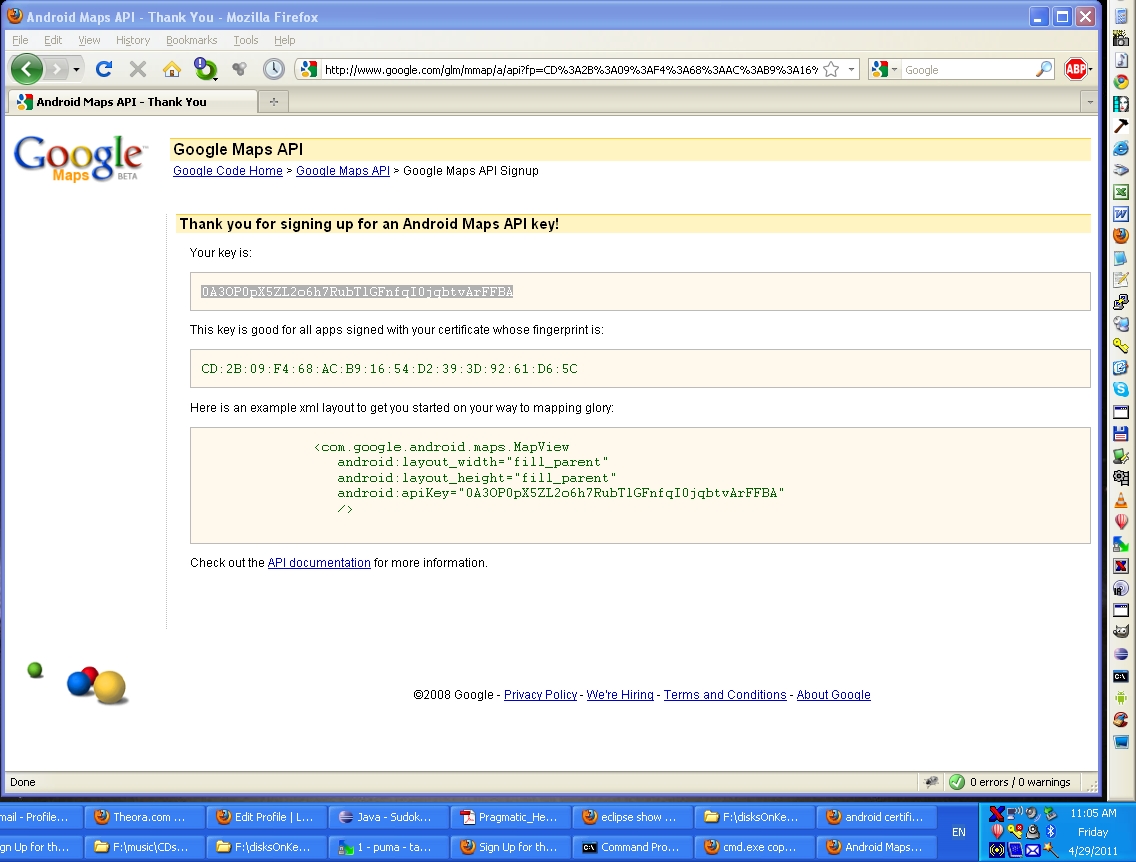 Android Maps API - Thank You - Mozilla Firefox
File Edit View History Bookmarks Tools Help
http://www.google.com/glm/mmap/a/api?fp=CD%3A2B%3A09%3AF4%3A68%3AAC%3AB9%3A16%
Google
ABP
Android Maps API - Thank You
Google
Maps BETA
Google Maps API
Google Code Home > Google Maps API > Google Maps API Signup
Thank you for signing up for an Android Maps API key!
Your key is:
0A3OP0pX5ZL2o6h7RubTlGFnfqI0jqbtvArFFBA
This key is good for all apps signed with your certificate whose fingerprint is:
CD:2B:09:F4:68:AC:B9:16:54:D2:39:3D:92:61:D6:5C
Here is an example xml layout to get you started on your way to mapping glory:
<com.google.android.maps.MapView
android:layout_width="fill_parent"
android:layout_height="fill_parent"
android:apiKey="0A3OP0pX5ZL2o6h7RubTlGFnfqI0jqbtvArFFBA"
/>
Check out the API documentation for more information.
©2008 Google - Privacy Policy - We're Hiring - Terms and Conditions - About Google
Done
0 errors / 0 warnings
mail - Profile... Theora.com ... Edit Profile | L... Java - Sudok... Pragmatic_He... eclipse show ... F:\disksOnKe... android certifi...
gn Up for th... F:\music\CDs... F:\disksOnKe... 1 - puma - ta... Sign Up for th... Command Pro... cmd.exe cop... Android Maps...
EN
11:05 AM
Friday
4/29/2011